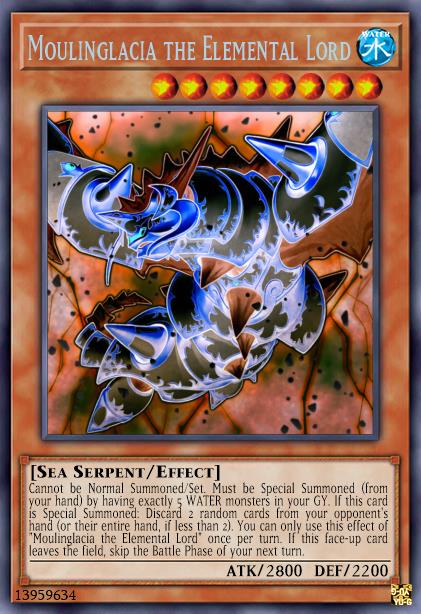 Moulinglacia the Elemental Lord
WATER
水
[Sea Serpent/Effect]
Cannot be Normal Summoned/Set. Must be Special Summoned (from
your hand) by having exactly 5 WATER monsters in your GY. If this card
is Special Summoned: Discard 2 random cards from your opponent's
hand (or their entire hand, if less than 2). You can only use this effect of
"Moulinglacia the Elemental Lord" once per turn. If this face-up card
leaves the field, skip the Battle Phase of your next turn.
ATK/2800 DEF/2200
13959634